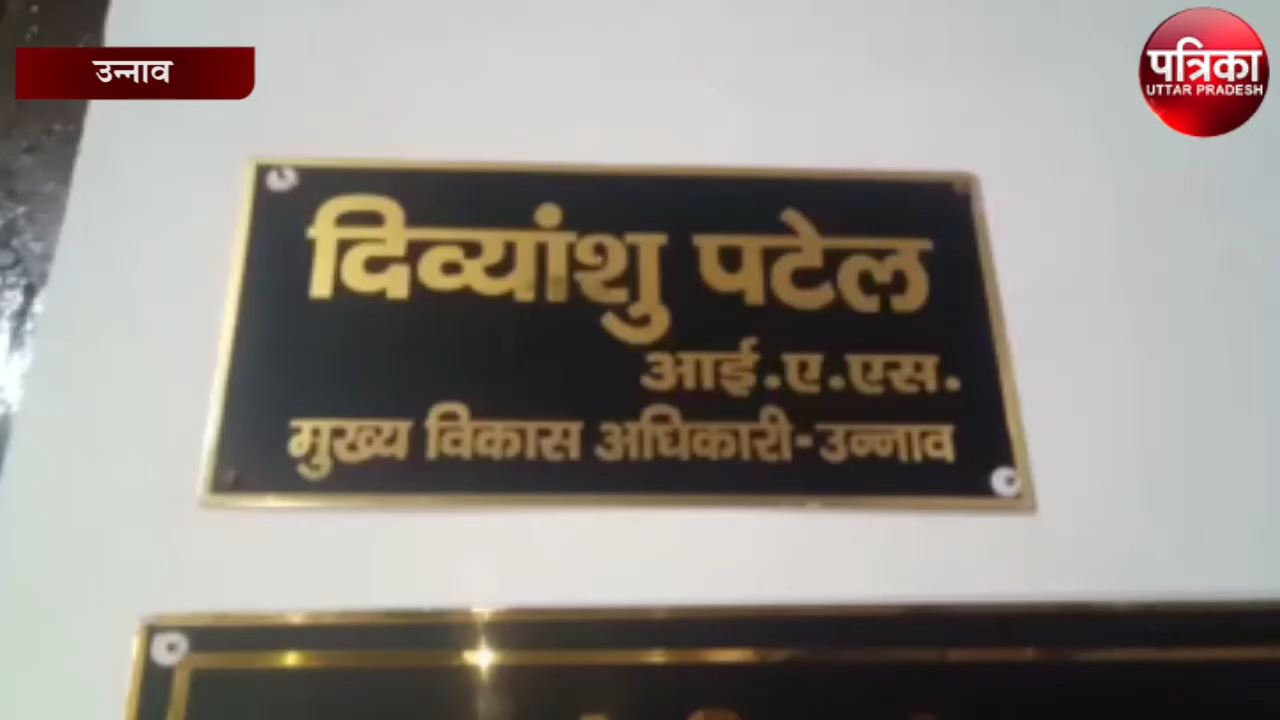 उन्नाव
पत्रिका
UTTAR PRADESH
दिव्यांशु पटेल
आई.ए.एस.
मुख्य विकास अधिकारी-उन्नाव